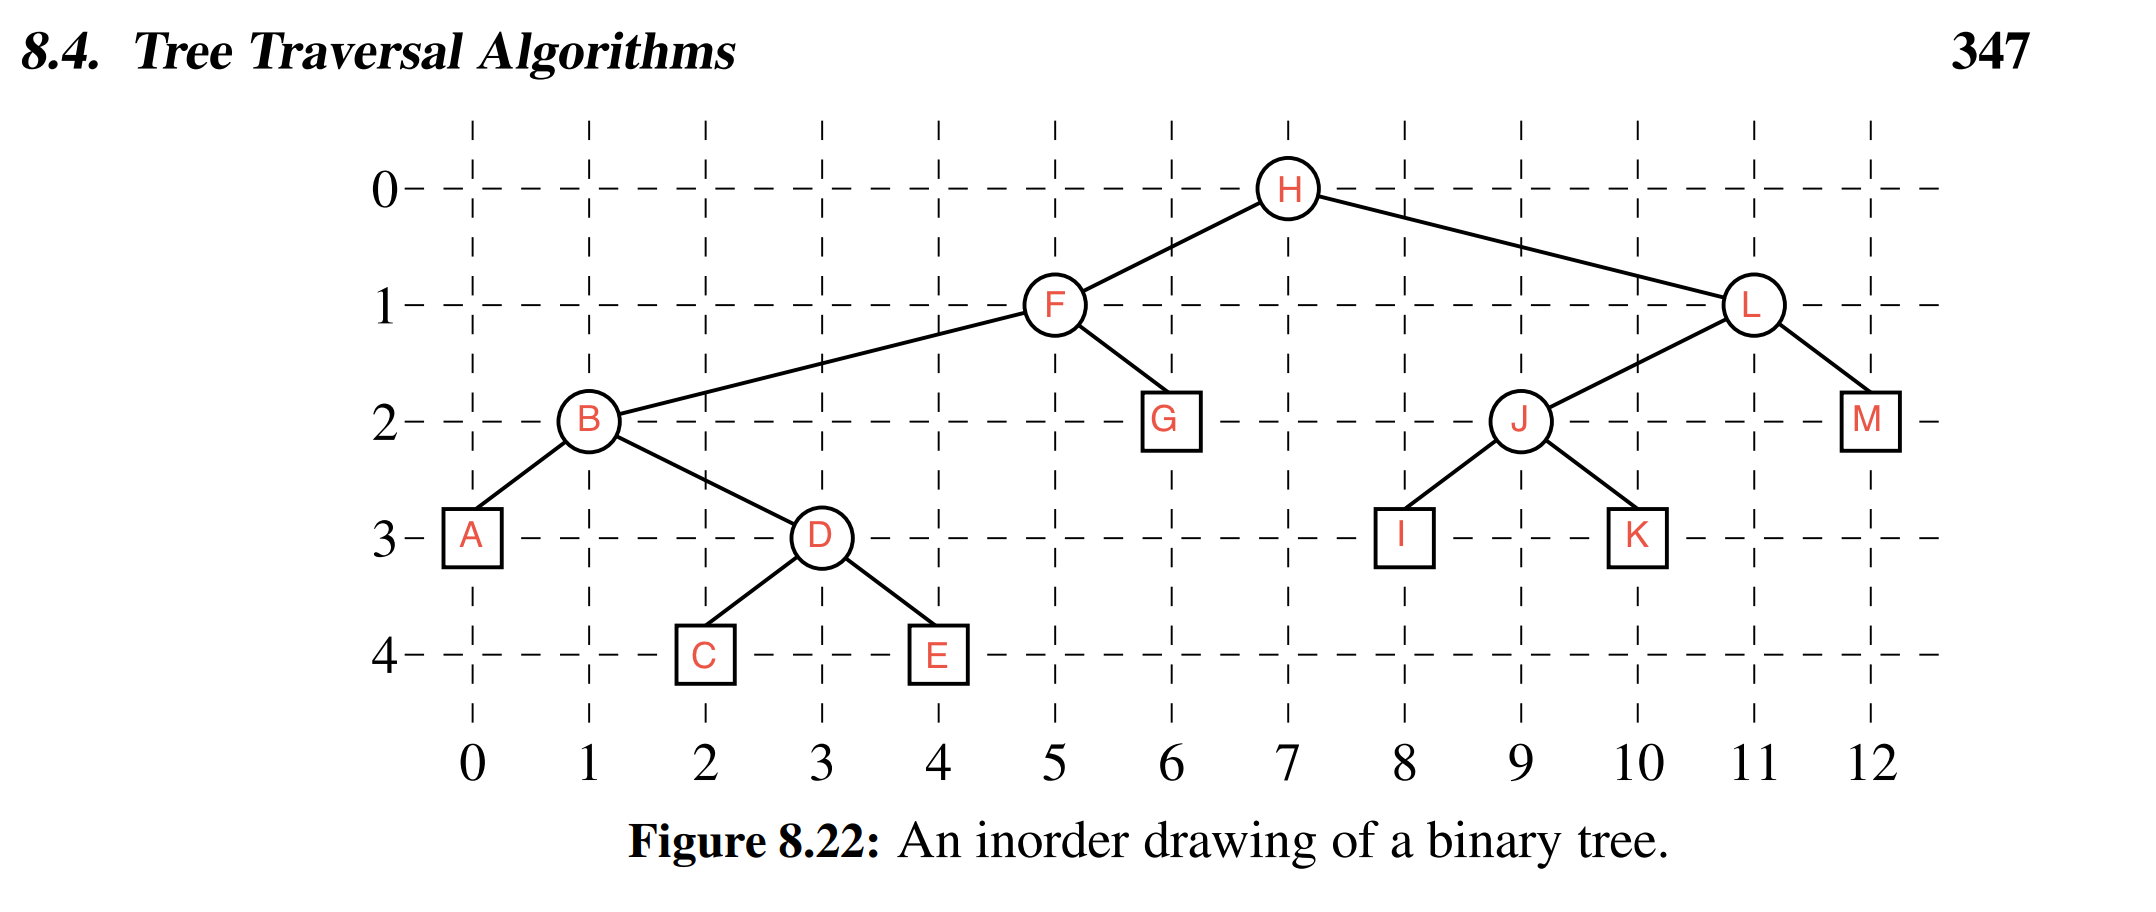 8.4. Tree Traversal Algorithms 347
0 H
1 F L
2 B G J M
3 A D I K
4 C E
0 1 2 3 4 5 6 7 8 9 10 11 12
Figure 8.22: An inorder drawing of a binary tree.